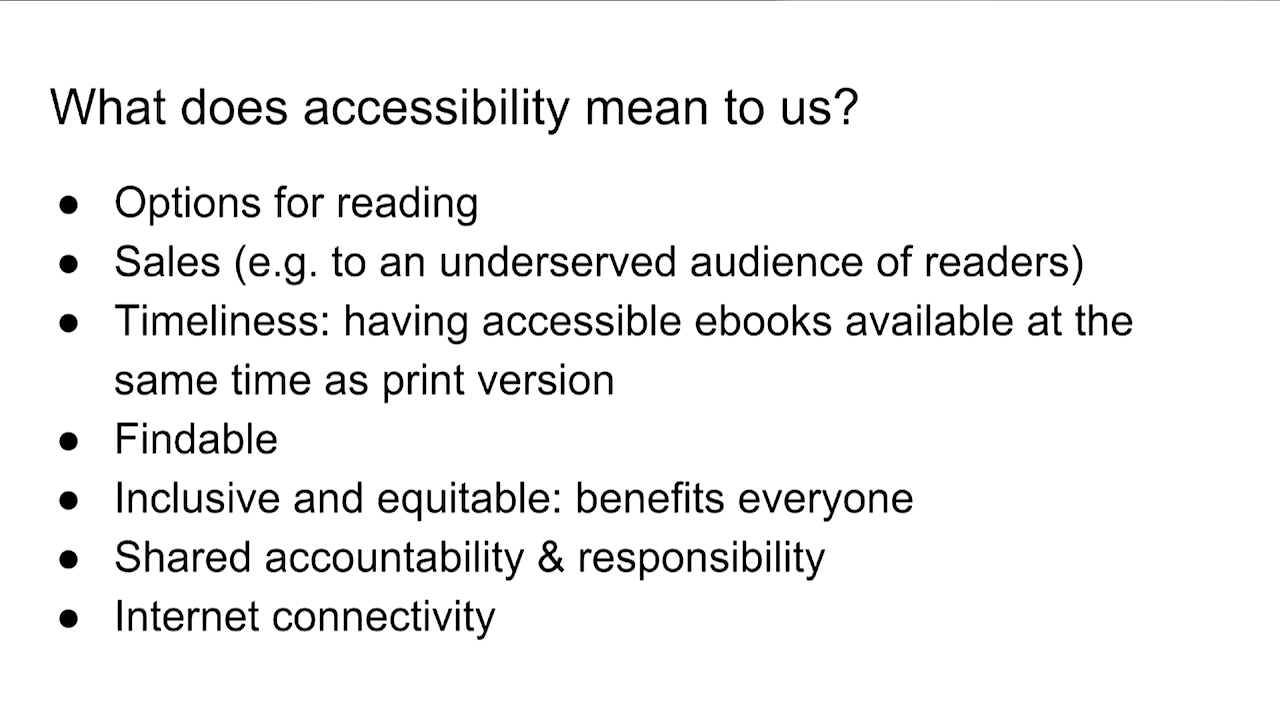 What does accessibility mean to us?
● Options for reading
● Sales (e.g. to an underserved audience of readers)
● Timeliness: having accessible ebooks available at the
same time as print version
● Findable
● Inclusive and equitable: benefits everyone
● Shared accountability & responsibility
● Internet connectivity